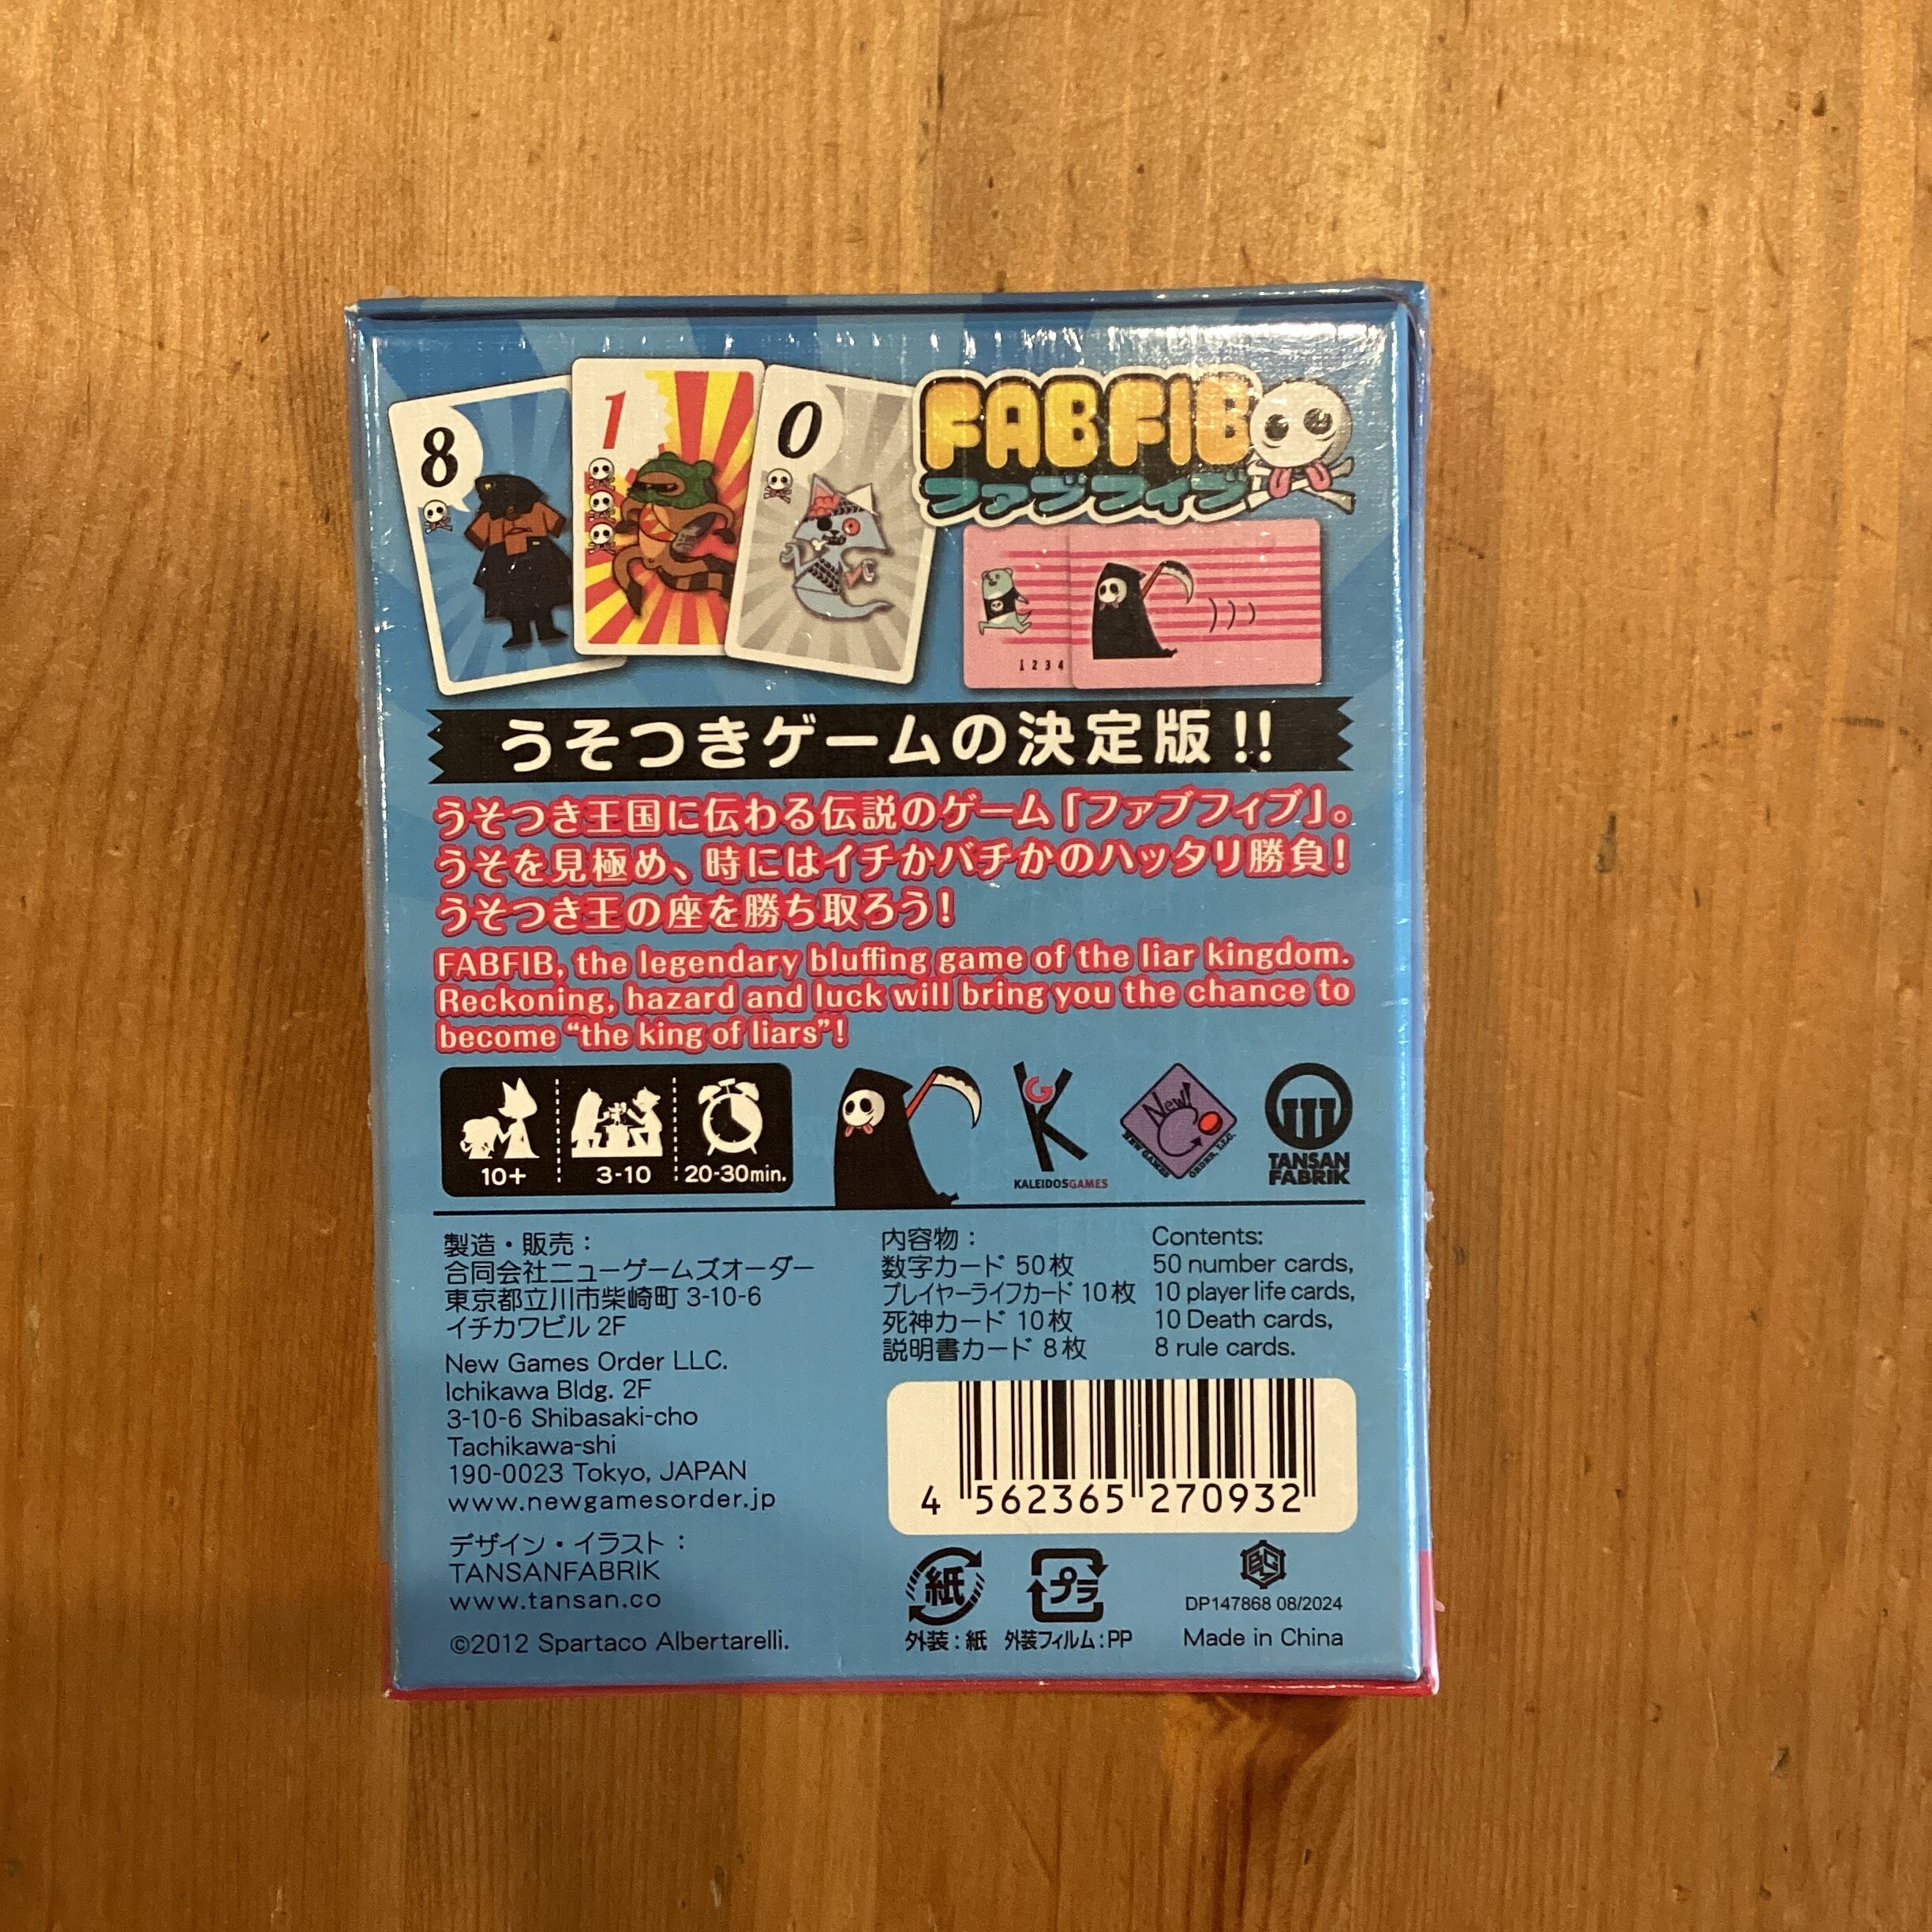 8
1
0
FABFIB
ファブフィブ
1 2 3 4
うそつきゲームの決定版!!
うそつき王国に伝わる伝説のゲーム「ファブフィブ」。
うそを見極め、時にはイチかバチかのハッタリ勝負!
うそつき王の座を勝ち取ろう!
FABFIB, the legendary bluffing game of the liar kingdom.
Reckoning, hazard and luck will bring you the chance to
become “the king of liars”!
10+
3-10
20-30min.
KG
KALEIDOSGAMES
New!
NEW GAMES ORDER, LLC.
TANSAN
FABRIK
製造・販売：
合同会社ニューゲームズオーダー
東京都立川市柴崎町 3-10-6
イチカワビル 2F
New Games Order LLC.
Ichikawa Bldg. 2F
3-10-6 Shibasaki-cho
Tachikawa-shi
190-0023 Tokyo, JAPAN
www.newgamesorder.jp
デザイン・イラスト：
TANSANFABRIK
www.tansan.co
©2012 Spartaco Albertarelli.
内容物：
数字カード 50枚
プレイヤーライフカード 10枚
死神カード 10枚
説明書カード 8枚
Contents:
50 number cards,
10 player life cards,
10 Death cards,
8 rule cards.
4 562365 270932
紙
外装：紙
プラ
外装フィルム：PP
DP147868 08/2024
Made in China